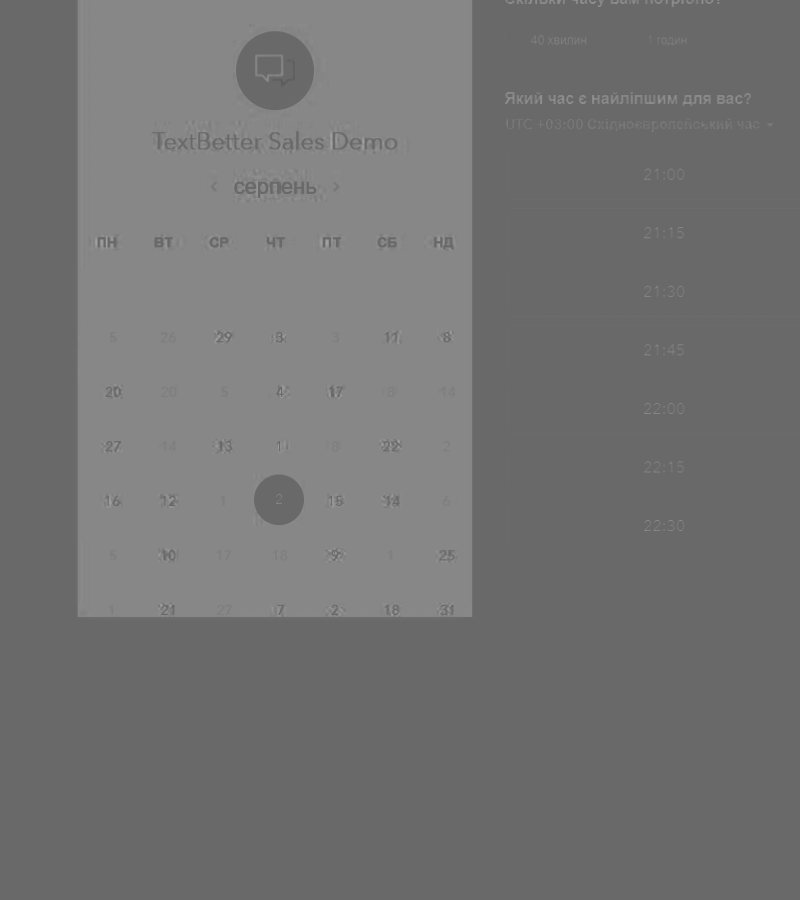 TextBetter Sales Demo
‹ серпень ›
ПН ВТ СР ЧТ ПТ СБ НД
5 26 29 3 3 11 8
20 20 5 4 17 8 14
27 14 13 1 8 22 2
16 12 1 2 15 14 6
5 10 17 18 9 1 25
1 21 27 7 2 18 31
Скільки часу вам потрібно?
40 хвилин 1 годин
Який час є найліпшим для вас?
UTC +03:00 Східноєвропейський час
21:00
21:15
21:30
21:45
22:00
22:15
22:30